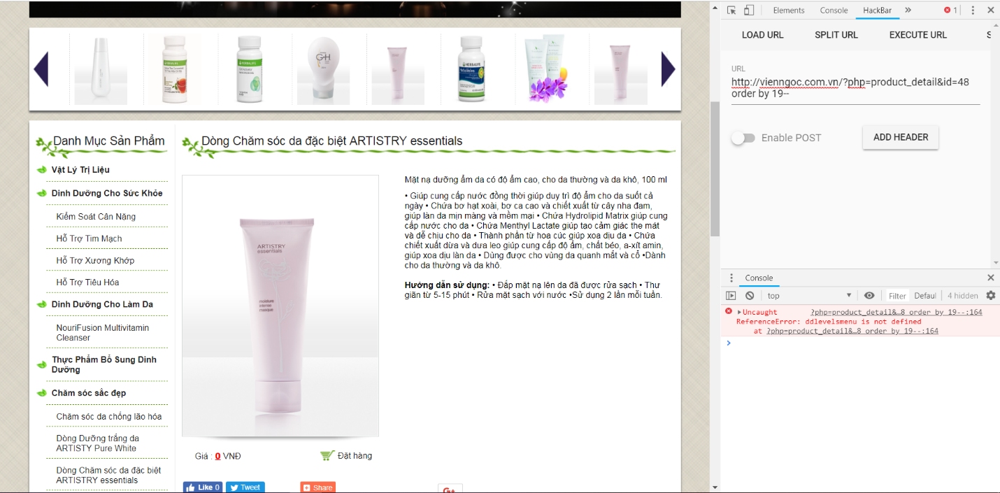 Elements
Console
HackBar
1
LOAD URL
SPLIT URL
EXECUTE URL
S
URL
http://vienngoc.com.vn/?php=product_detail&id=48
order by 19--
Enable POST
ADD HEADER
HERBALIFE
HERBALIFE
G&H
HERBALIFE
Danh Mục Sản Phẩm
Vật Lý Trị Liệu
Dinh Dưỡng Cho Sức Khỏe
Kiểm Soát Cân Nặng
Hỗ Trợ Tim Mạch
Hỗ Trợ Xương Khớp
Hỗ Trợ Tiêu Hóa
Dinh Dưỡng Cho Làm Da
NouriFusion Multivitamin
Cleanser
Thực Phẩm Bổ Sung Dinh
Dưỡng
Chăm sóc sắc đẹp
Chăm sóc da chống lão hóa
Dòng Dưỡng trắng da
ARTISTY Pure White
Dòng Chăm sóc da đặc biệt
ARTISTRY essentials
Dòng Chăm sóc da đặc biệt ARTISTRY essentials
ARTISTRY
essentials
moisture
intense
masque
Mặt nạ dưỡng ẩm da có độ ẩm cao, cho da thường và da khô, 100 ml
• Giúp cung cấp nước đồng thời giúp duy trì độ ẩm cho da suốt cả
ngày • Chứa bơ hạt xoài, bơ ca cao và chiết xuất từ cây nha đam,
giúp làn da mịn màng và mềm mại • Chứa Hydrolipid Matrix giúp cung
cấp nước cho da • Chứa Menthyl Lactate giúp tạo cảm giác the mát
và dễ chịu cho da • Thành phần từ hoa cúc giúp xoa dịu da • Chứa
chiết xuất dừa và dưa leo giúp cung cấp độ ẩm, chất béo, a-xít amin,
giúp xoa dịu làn da • Dùng được cho vùng da quanh mắt và cổ •Dành
cho da thường và da khô.
Hướng dẫn sử dụng: • Đắp mặt nạ lên da đã được rửa sạch • Thư
giãn từ 5-15 phút • Rửa mặt sạch với nước •Sử dụng 2 lần mỗi tuần.
Giá : 0 VNĐ
Đặt hàng
Like 0
Tweet
Share
G+
Console
top
Filter
Defaul
4 hidden
Uncaught ?php=product_detail&…8 order by 19--:164
ReferenceError: ddlevelsmenu is not defined
at ?php=product_detail&…8 order by 19--:164